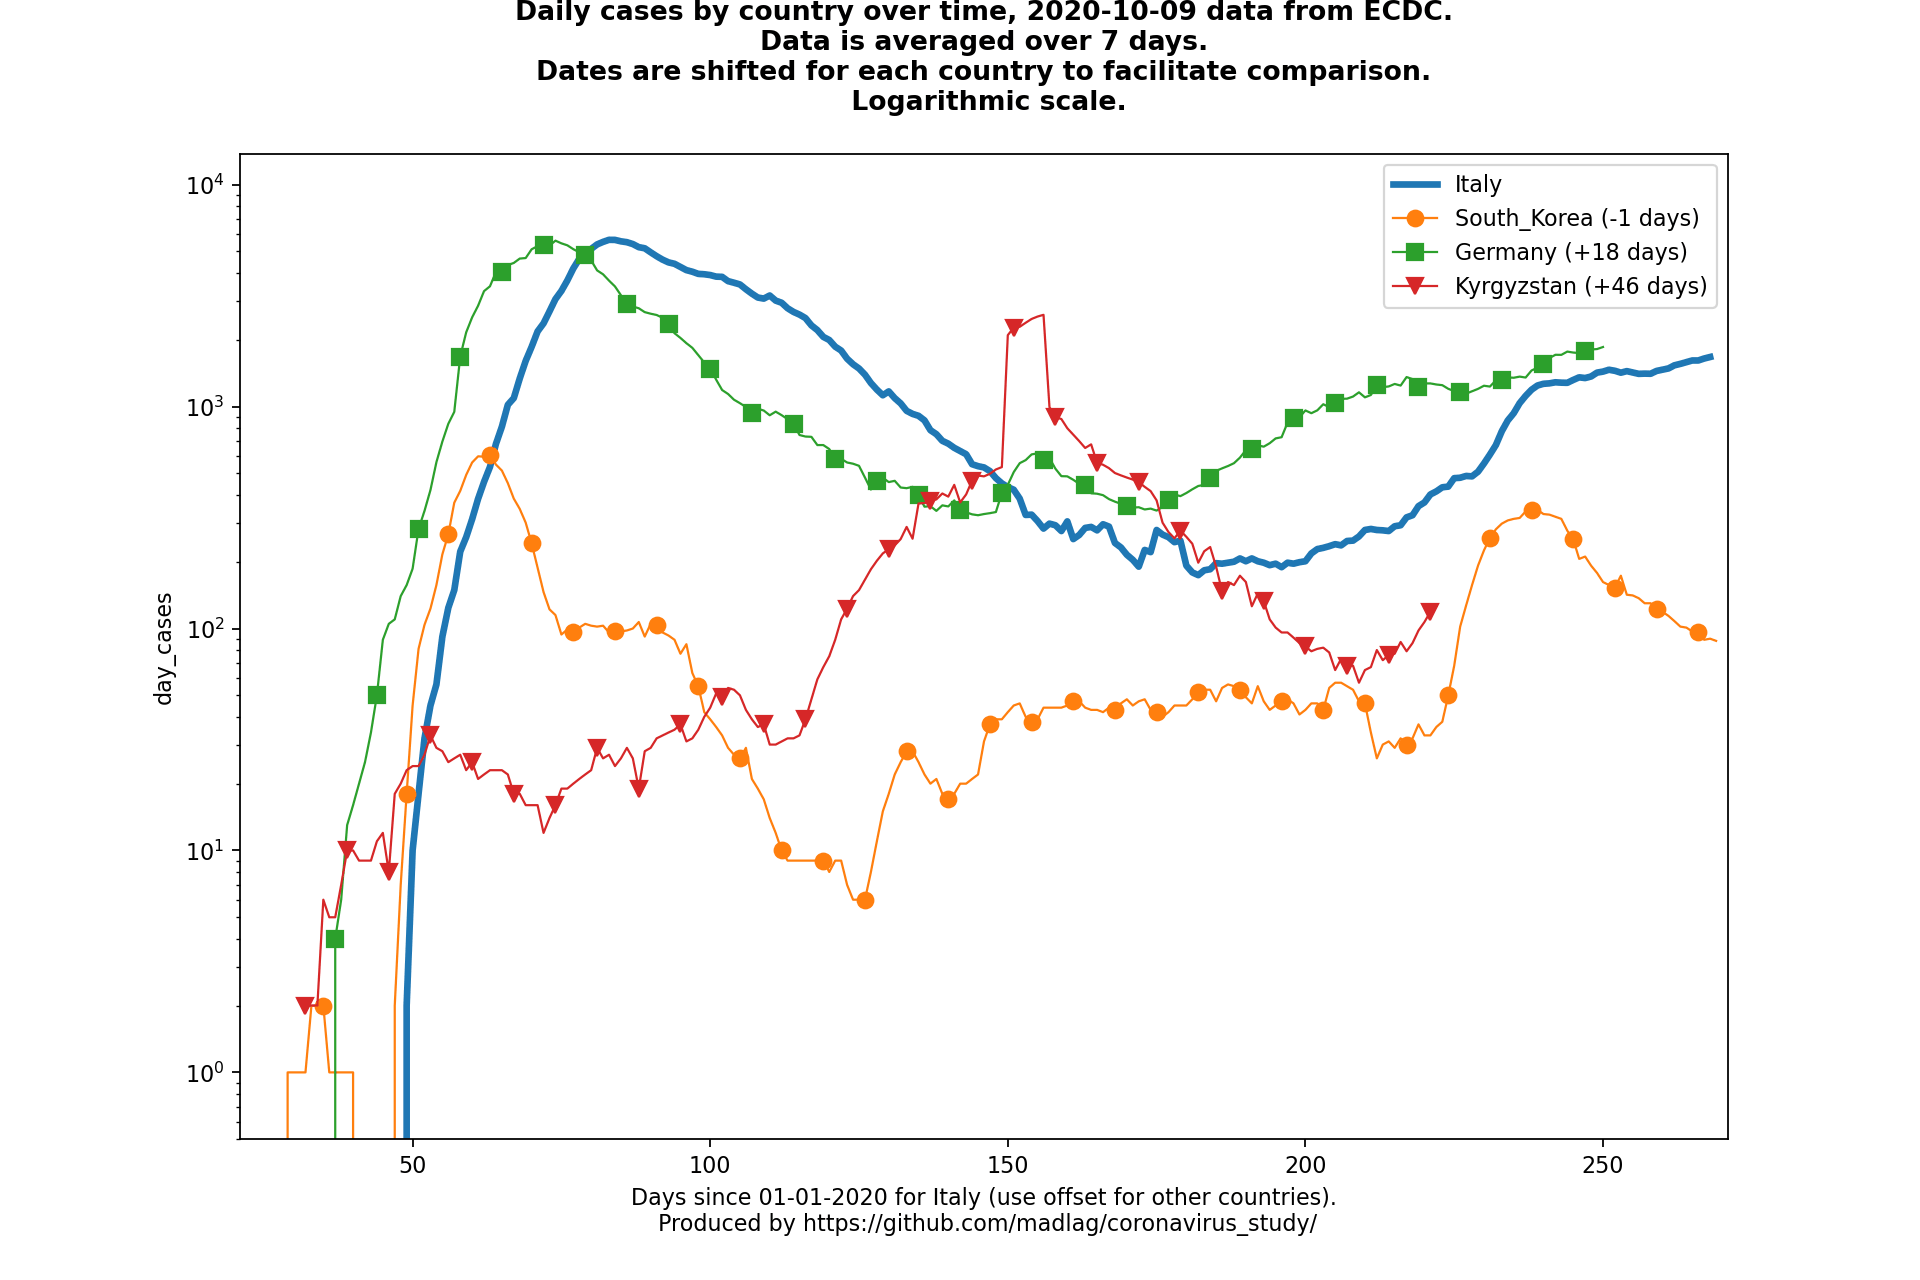 Daily cases by country over time, 2020-10-09 data from ECDC.
Data is averaged over 7 days.
Dates are shifted for each country to facilitate comparison.
Logarithmic scale.
10⁴
10³
10²
10¹
10⁰
day_cases
Italy
South_Korea (-1 days)
Germany (+18 days)
Kyrgyzstan (+46 days)
50 100 150 200 250
Days since 01-01-2020 for Italy (use offset for other countries).
Produced by https://github.com/madlag/coronavirus_study/